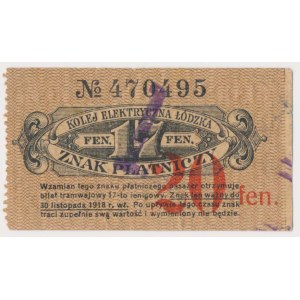 № 470495
KOLEJ ELEKTRYCZNA ŁÓDZKA
FEN. 17 FEN.
ZNAK PŁATNICZY
20 fen.
Wzamian tego znaku płatniczego pasażer otrzymuje
bilet tramwajowy 17-to fenigowy. Znak ten ważny do
30 listopada 1918 r. wł. Po upływie tego czasu znak
traci zupełnie swą wartość i wymieniony nie będzie.